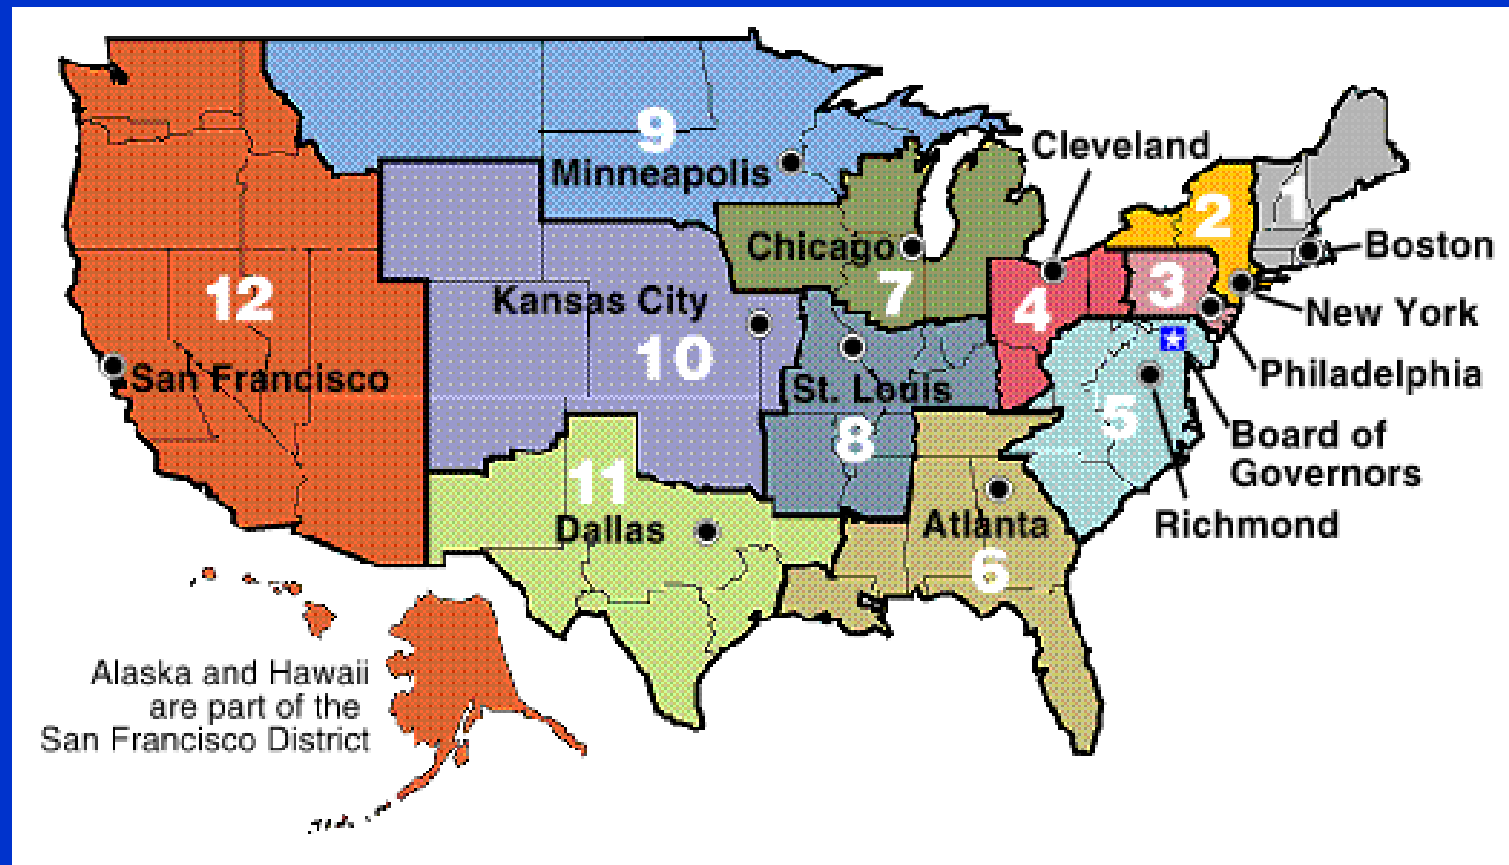 Cleveland
9
Minneapolis
1
2
Boston
Chicago
7
3
12
Kansas City
4
New York
10
San Francisco
St. Louis
Philadelphia
5
8
Board of
Governors
11
Dallas
Atlanta
Richmond
6
Alaska and Hawaii
are part of the
San Francisco District